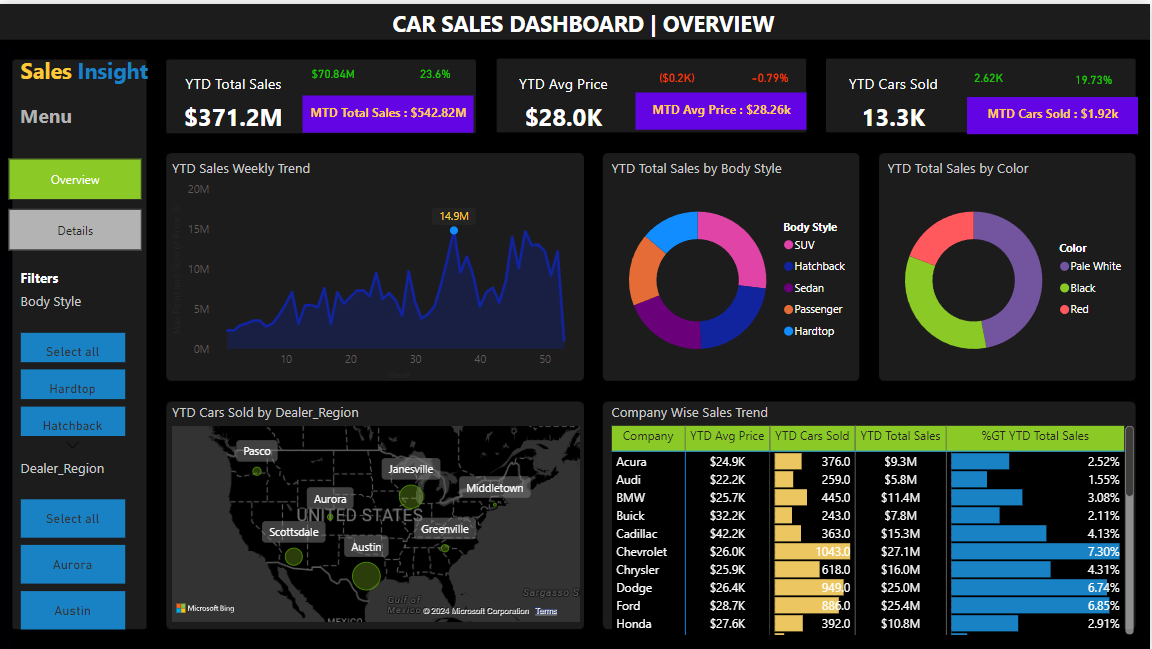 CAR SALES DASHBOARD | OVERVIEW
Sales Insight
Menu
Overview
Details
Filters
Body Style
Select all
Hardtop
Hatchback
Dealer_Region
Select all
Aurora
Austin
YTD Total Sales
$70.84M
23.6%
$371.2M
MTD Total Sales : $542.82M
YTD Avg Price
($0.2K)
-0.79%
$28.0K
MTD Avg Price : $28.26k
YTD Cars Sold
2.62K
19.73%
13.3K
MTD Cars Sold : $1.92k
YTD Sales Weekly Trend
20M
15M
10M
5M
0M
14.9M
10 20 30 40 50
YTD Total Sales by Body Style
Body Style
SUV
Hatchback
Sedan
Passenger
Hardtop
YTD Total Sales by Color
Color
Pale White
Black
Red
YTD Cars Sold by Dealer_Region
Pasco
Janesville
Middletown
Aurora
UNITED STATES
Scottsdale
Greenville
Austin
Gulf of
Mexico
Sargasso S
MEXICO
Microsoft Bing
© 2024 Microsoft Corporation Terms
Company Wise Sales Trend
Company YTD Avg Price YTD Cars Sold YTD Total Sales %GT YTD Total Sales
Acura $24.9K 376.0 $9.3M 2.52%
Audi $22.2K 259.0 $5.8M 1.55%
BMW $25.7K 445.0 $11.4M 3.08%
Buick $32.2K 243.0 $7.8M 2.11%
Cadillac $42.2K 363.0 $15.3M 4.13%
Chevrolet $26.0K 1043.0 $27.1M 7.30%
Chrysler $25.9K 618.0 $16.0M 4.31%
Dodge $26.4K 949.0 $25.0M 6.74%
Ford $28.7K 886.0 $25.4M 6.85%
Honda $27.6K 392.0 $10.8M 2.91%